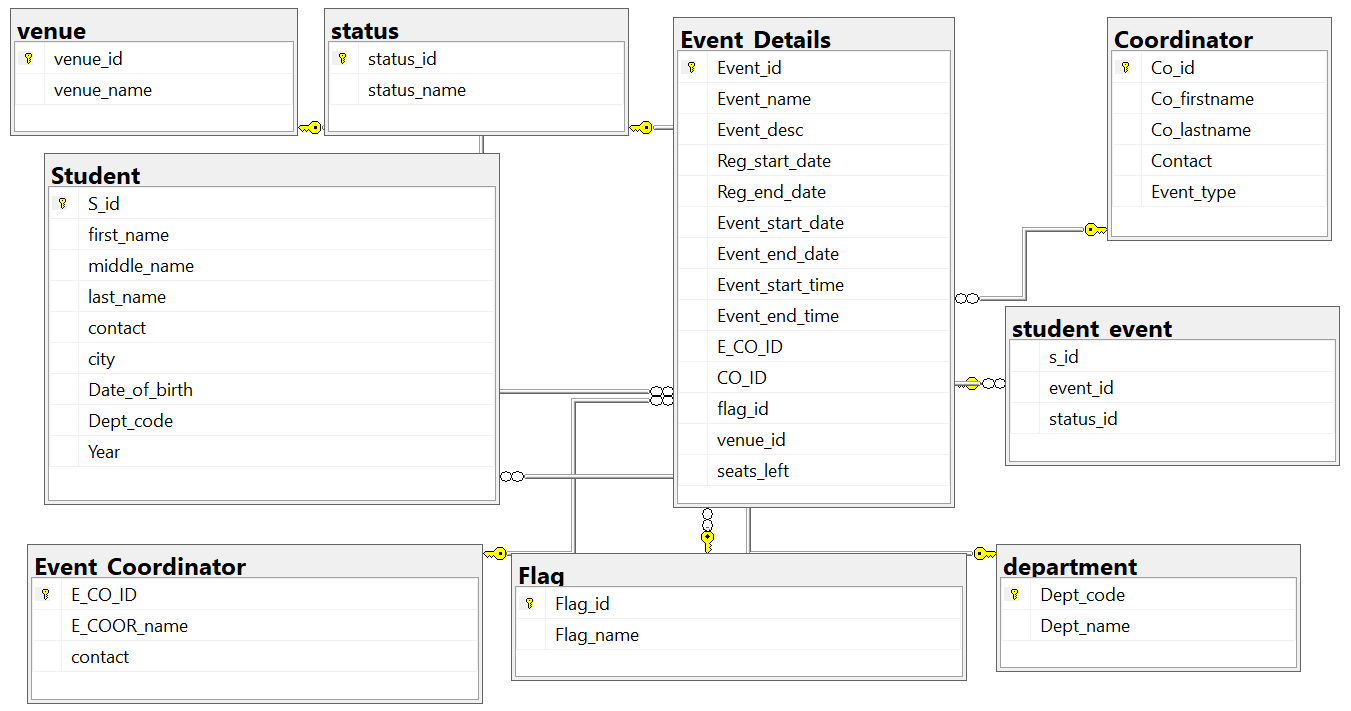 venue
venue_id
venue_name
status
status_id
status_name
Event_Details
Event_id
Event_name
Event_desc
Reg_start_date
Reg_end_date
Event_start_date
Event_end_date
Event_start_time
Event_end_time
E_CO_ID
CO_ID
flag_id
venue_id
seats_left
Coordinator
Co_id
Co_firstname
Co_lastname
Contact
Event_type
Student
S_id
first_name
middle_name
last_name
contact
city
Date_of_birth
Dept_code
Year
student_event
s_id
event_id
status_id
Event_Coordinator
E_CO_ID
E_COOR_name
contact
Flag
Flag_id
Flag_name
department
Dept_code
Dept_name